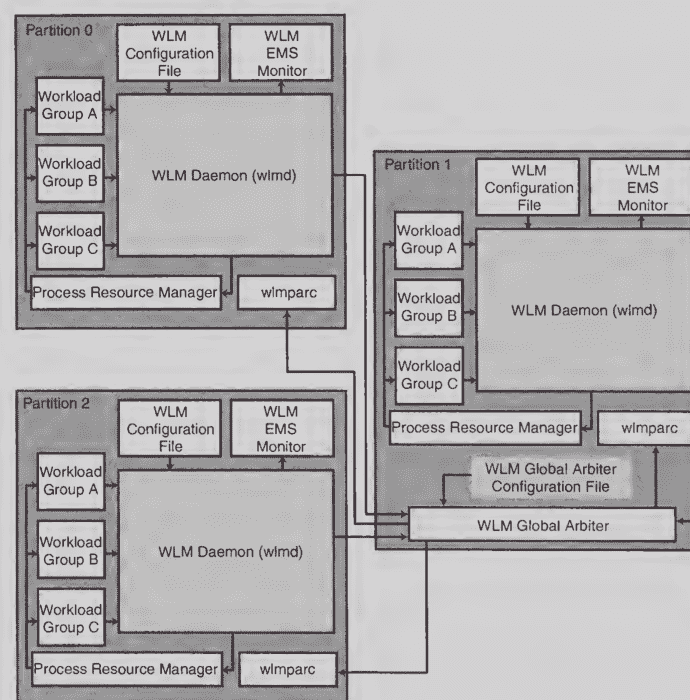 Partition 0
WLM
Configuration
File
WLM
EMS
Monitor
Workload
Group A
Workload
Group B
Workload
Group C
WLM Daemon (wlmd)
Process Resource Manager
wlmparc
Partition 1
WLM
Configuration
File
WLM
EMS
Monitor
Workload
Group A
Workload
Group B
Workload
Group C
WLM Daemon (wlmd)
Process Resource Manager
wlmparc
WLM Global Arbiter
Configuration File
WLM Global Arbiter
Partition 2
WLM
Configuration
File
WLM
EMS
Monitor
Workload
Group A
Workload
Group B
Workload
Group C
WLM Daemon (wlmd)
Process Resource Manager
wlmparc